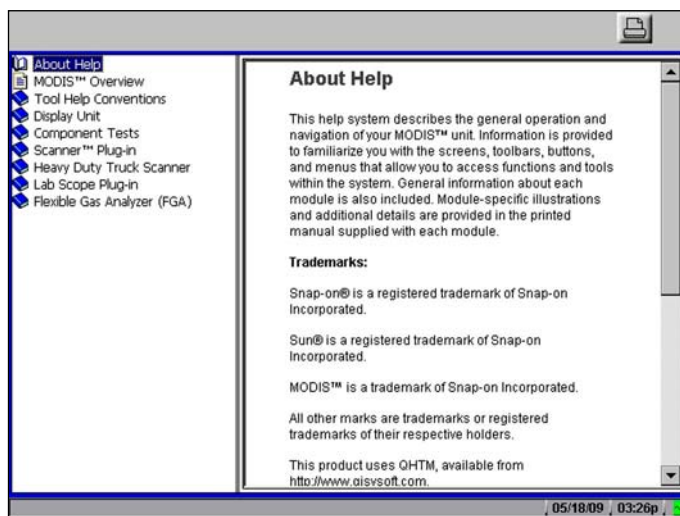 About Help
MODIS™ Overview
Tool Help Conventions
Display Unit
Component Tests
Scanner™ Plug-in
Heavy Duty Truck Scanner
Lab Scope Plug-in
Flexible Gas Analyzer (FGA)
About Help
This help system describes the general operation and
navigation of your MODIS™ unit. Information is provided
to familiarize you with the screens, toolbars, buttons,
and menus that allow you to access functions and tools
within the system. General information about each
module is also included. Module-specific illustrations
and additional details are provided in the printed
manual supplied with each module.
Trademarks:
Snap-on® is a registered trademark of Snap-on
Incorporated.
Sun® is a registered trademark of Snap-on
Incorporated.
MODIS™ is a trademark of Snap-on Incorporated.
All other marks are trademarks or registered
trademarks of their respective holders.
This product uses QHTM, available from
http://www.gipsysoft.com.
05/18/09 03:26p